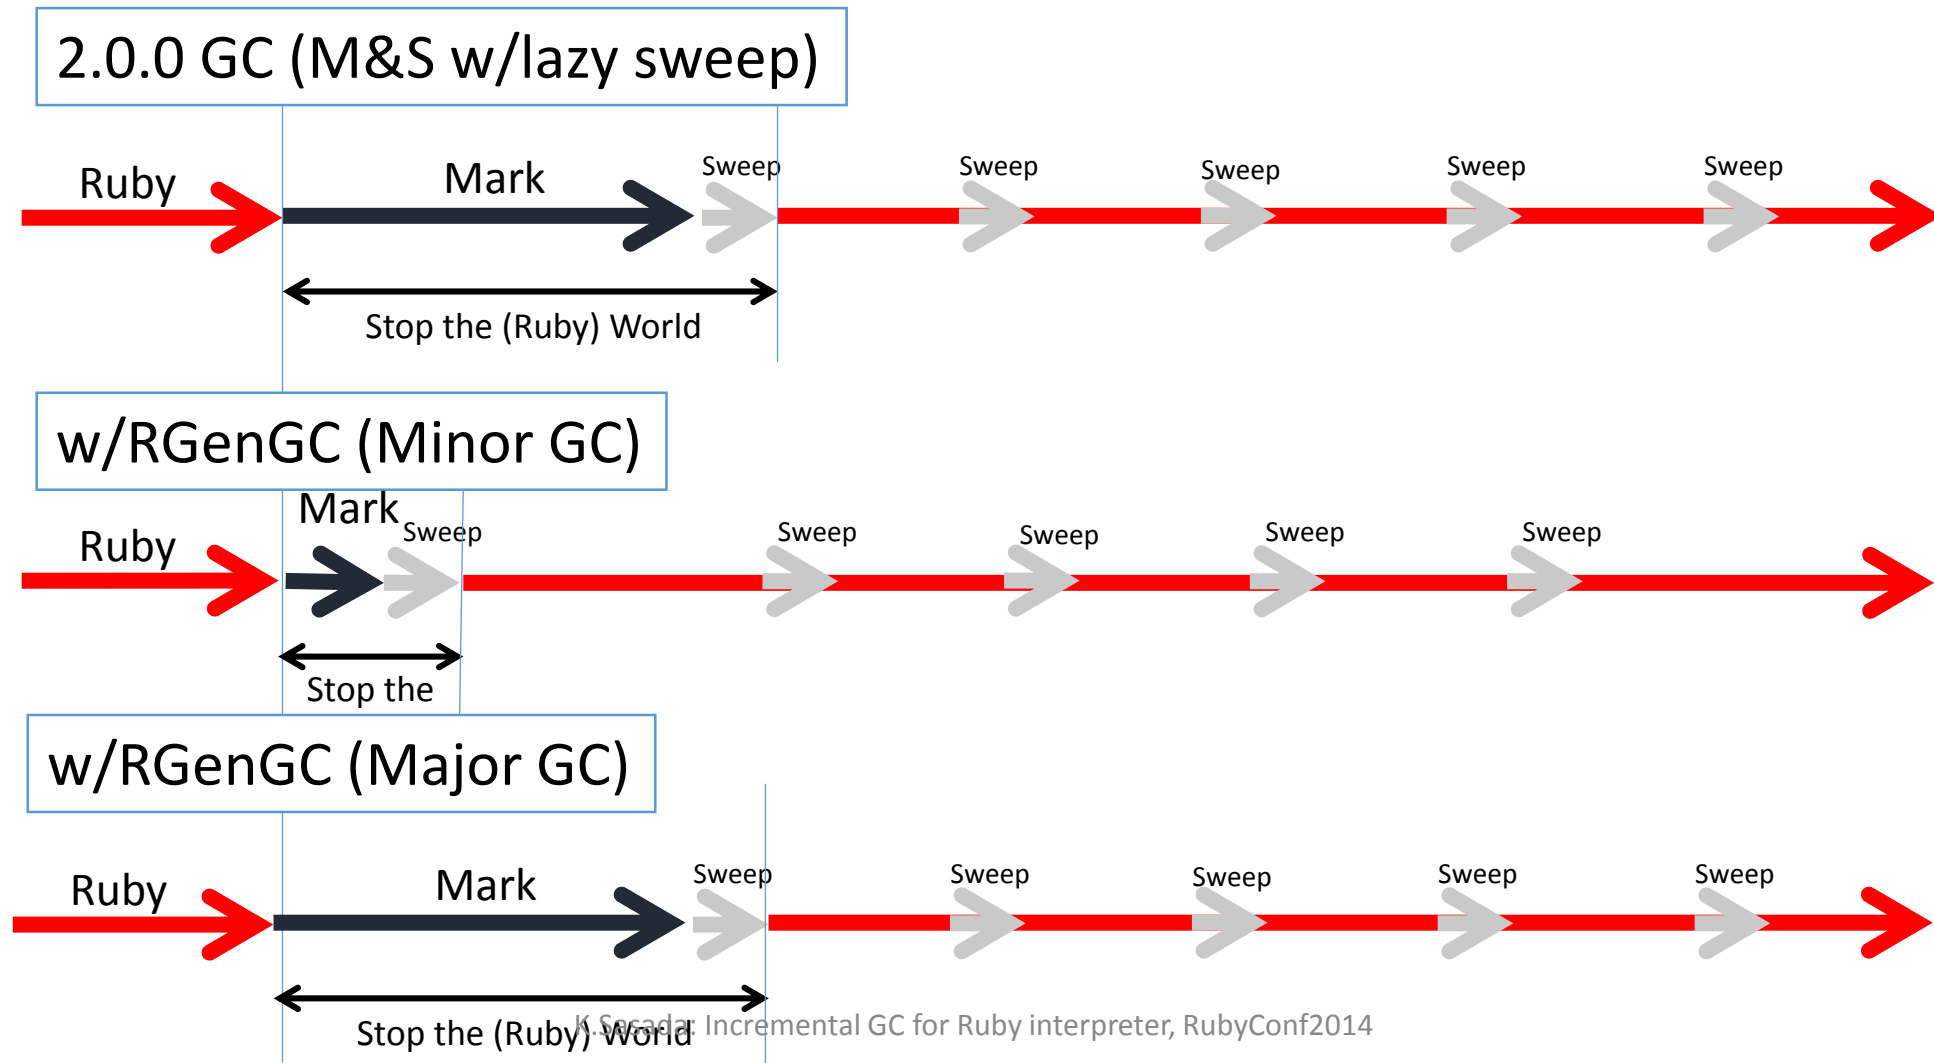 2.0.0 GC (M&S w/lazy sweep)
Ruby
Mark
Sweep
Sweep
Sweep
Sweep
Sweep
Stop the (Ruby) World
w/RGenGC (Minor GC)
Ruby
Mark
Sweep
Sweep
Sweep
Sweep
Sweep
Stop the
w/RGenGC (Major GC)
Ruby
Mark
Sweep
Sweep
Sweep
Sweep
Sweep
Stop the (Ruby) World
K.Sasada: Incremental GC for Ruby interpreter, RubyConf2014